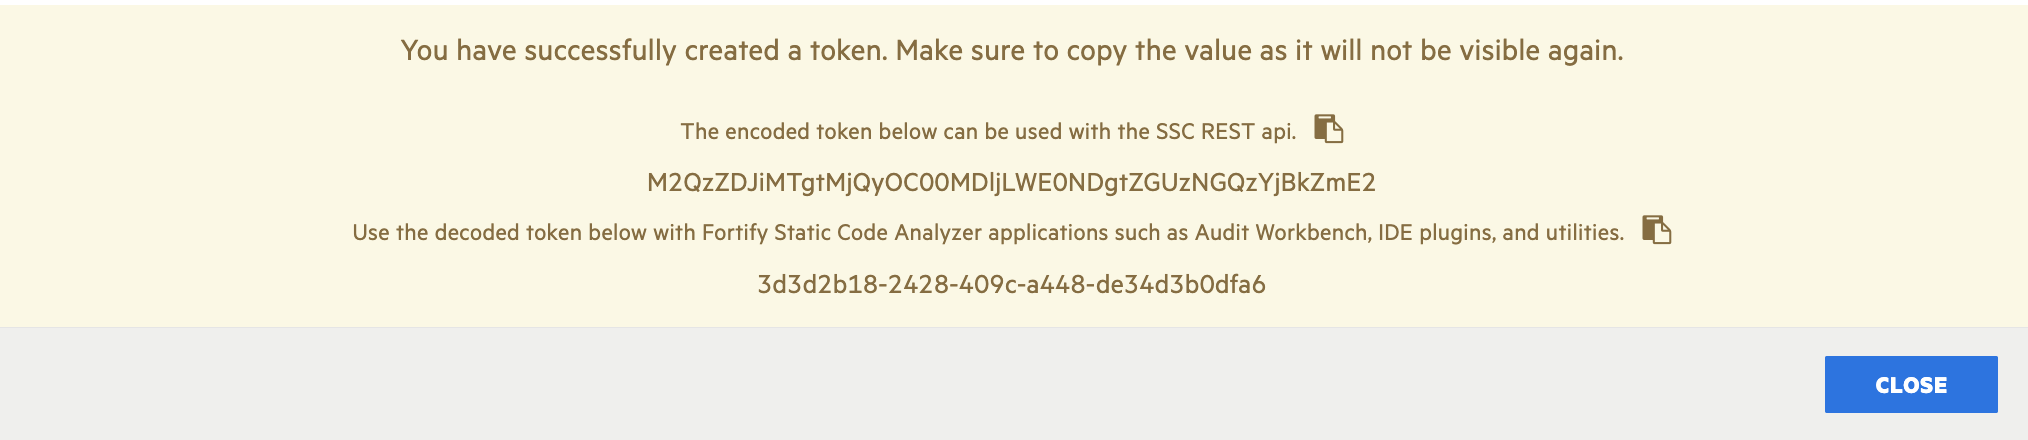 You have successfully created a token. Make sure to copy the value as it will not be visible again.
The encoded token below can be used with the SSC REST api.
M2QzZDJiMTgtMjQyOC00MDljLWE0NDgtZGUzNGQzYjBkZmE2
Use the decoded token below with Fortify Static Code Analyzer applications such as Audit Workbench, IDE plugins, and utilities.
3d3d2b18-2428-409c-a448-de34d3b0dfa6
CLOSE